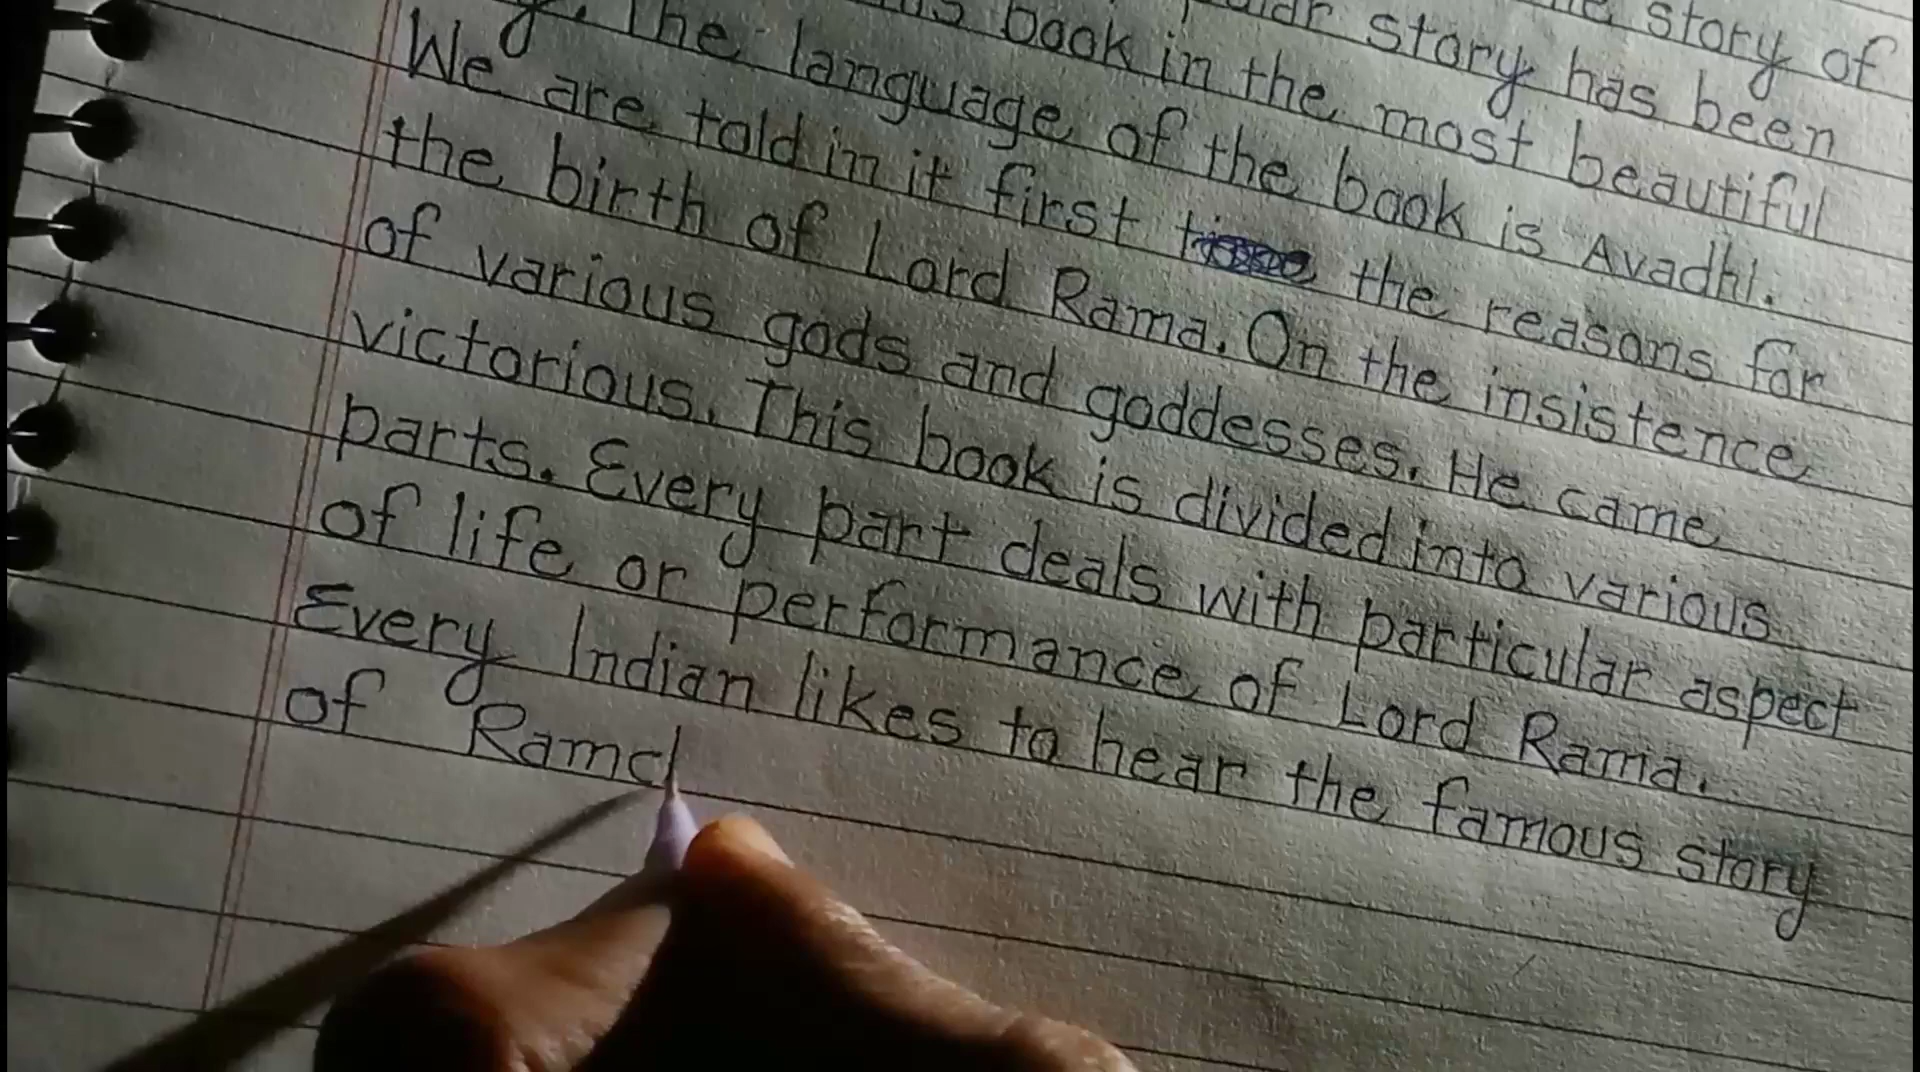 story of
story has been
book in the most beautiful
The language of the book is Avadhi.
We are told in it first the reasons for
the birth of Lord Rama. On the insistence
of various gods and goddesses. He came
victorious. This book is divided into various
parts. Every part deals with particular aspect
of life or performance of Lord Rama.
Every Indian likes to hear the famous story
of Rama